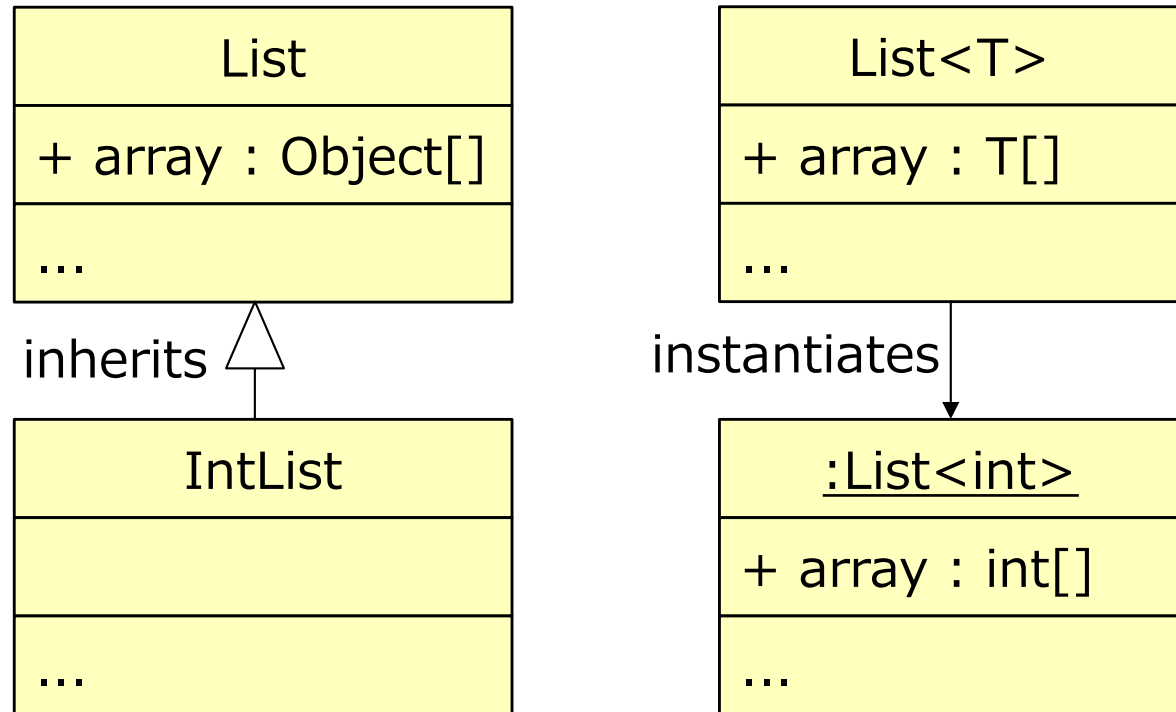 List
+ array : Object[]
...
inherits
IntList
...
List<T>
+ array : T[]
...
instantiates
:List<int>
+ array : int[]
...